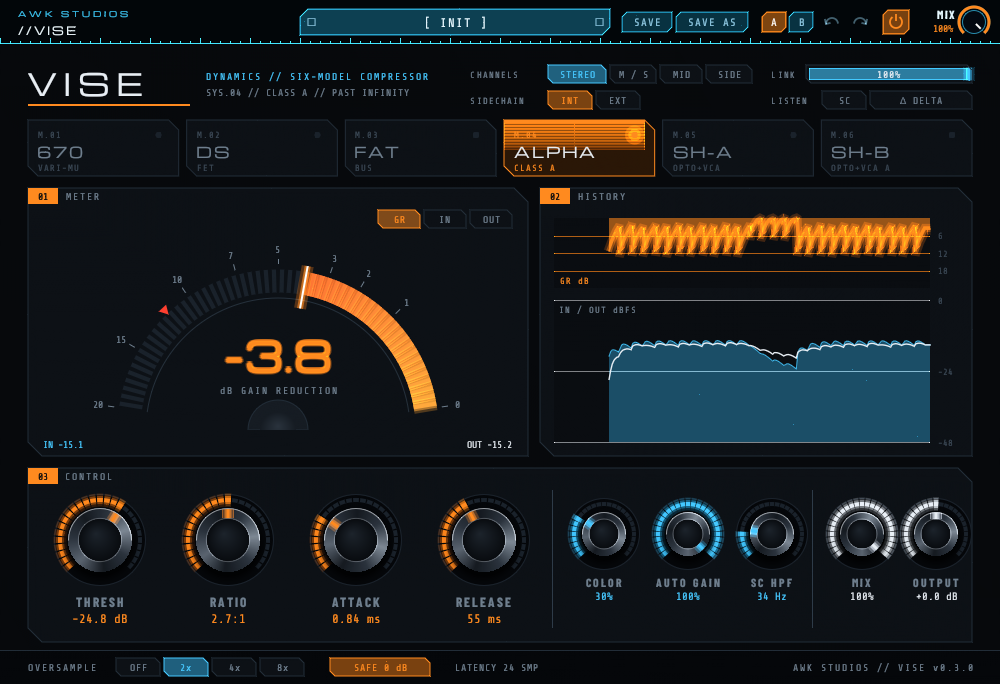 AWK STUDIOS
//VISE
[ INIT ]
SAVE
SAVE AS
A
B
MIX
100%
VISE
DYNAMICS // SIX-MODEL COMPRESSOR
SYS.04 // CLASS A // PAST INFINITY
CHANNELS
STEREO
M / S
MID
SIDE
LINK
100%
SIDECHAIN
INT
EXT
LISTEN
SC
Δ DELTA
M.01
670
VARI-MU
M.02
DS
FET
M.03
FAT
BUS
M.04
ALPHA
CLASS A
M.05
SH-A
OPTO+VCA
M.06
SH-B
OPTO+VCA A
01 METER
GR
IN
OUT
20
15
10
7
5
3
2
1
0
-3.8
dB GAIN REDUCTION
IN -15.1
OUT -15.2
02 HISTORY
6
12
18
GR dB
0
IN / OUT dBFS
-24
-48
03 CONTROL
THRESH
-24.8 dB
RATIO
2.7:1
ATTACK
0.84 ms
RELEASE
55 ms
COLOR
30%
AUTO GAIN
100%
SC HPF
34 Hz
MIX
100%
OUTPUT
+0.0 dB
OVERSAMPLE
OFF
2x
4x
8x
SAFE 0 dB
LATENCY 24 SMP
AWK STUDIOS // VISE v0.3.0